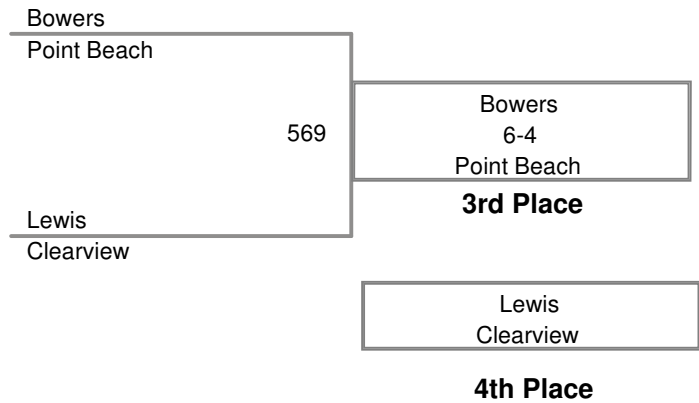 Bowers
Point Beach
569
Bowers
6-4
Point Beach
3rd Place
Lewis
Clearview
Lewis
Clearview
4th Place